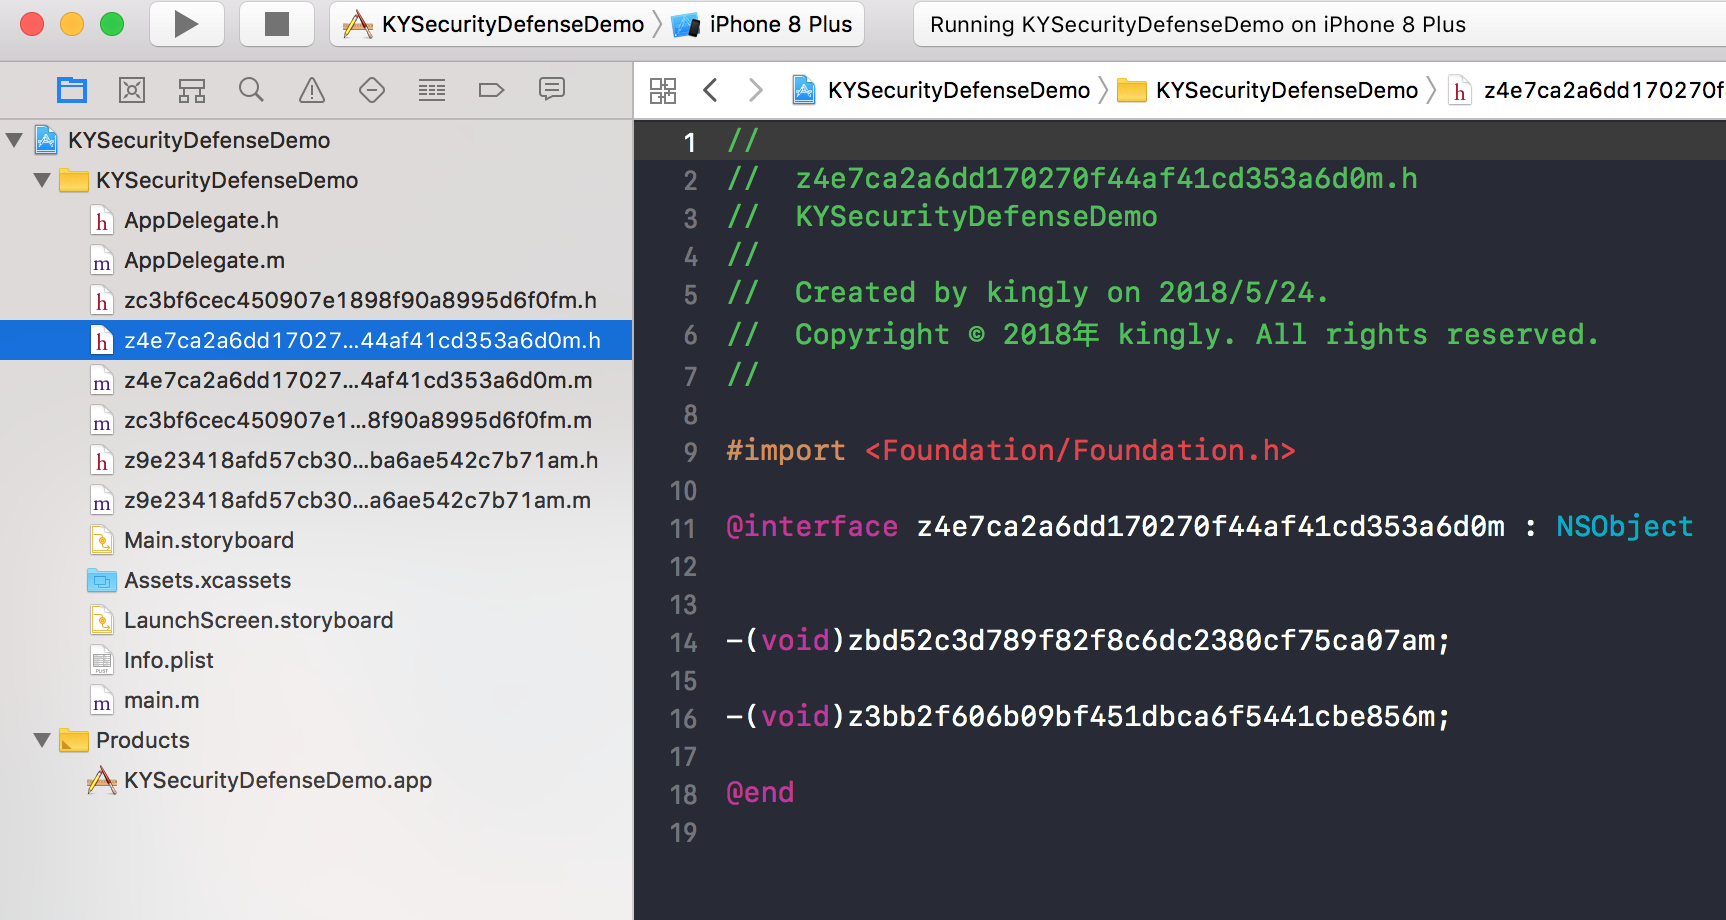 KYSecurityDefenseDemo
iPhone 8 Plus
Running KYSecurityDefenseDemo on iPhone 8 Plus
KYSecurityDefenseDemo
KYSecurityDefenseDemo
z4e7ca2a6dd170270f
KYSecurityDefenseDemo
KYSecurityDefenseDemo
h AppDelegate.h
m AppDelegate.m
h zc3bf6cec450907e1898f90a8995d6f0fm.h
h z4e7ca2a6dd17027...44af41cd353a6d0m.h
m z4e7ca2a6dd17027...4af41cd353a6d0m.m
m zc3bf6cec450907e1...8f90a8995d6f0fm.m
h z9e23418afd57cb30...ba6ae542c7b71am.h
m z9e23418afd57cb30...a6ae542c7b71am.m
Main.storyboard
Assets.xcassets
LaunchScreen.storyboard
Info.plist
m main.m
Products
KYSecurityDefenseDemo.app
1 //
2 // z4e7ca2a6dd170270f44af41cd353a6d0m.h
3 // KYSecurityDefenseDemo
4 //
5 // Created by kingly on 2018/5/24.
6 // Copyright © 2018年 kingly. All rights reserved.
7 //
8
9 #import <Foundation/Foundation.h>
10
11 @interface z4e7ca2a6dd170270f44af41cd353a6d0m : NSObject
12
13
14 -(void)zbd52c3d789f82f8c6dc2380cf75ca07am;
15
16 -(void)z3bb2f606b09bf451dbca6f5441cbe856m;
17
18 @end
19